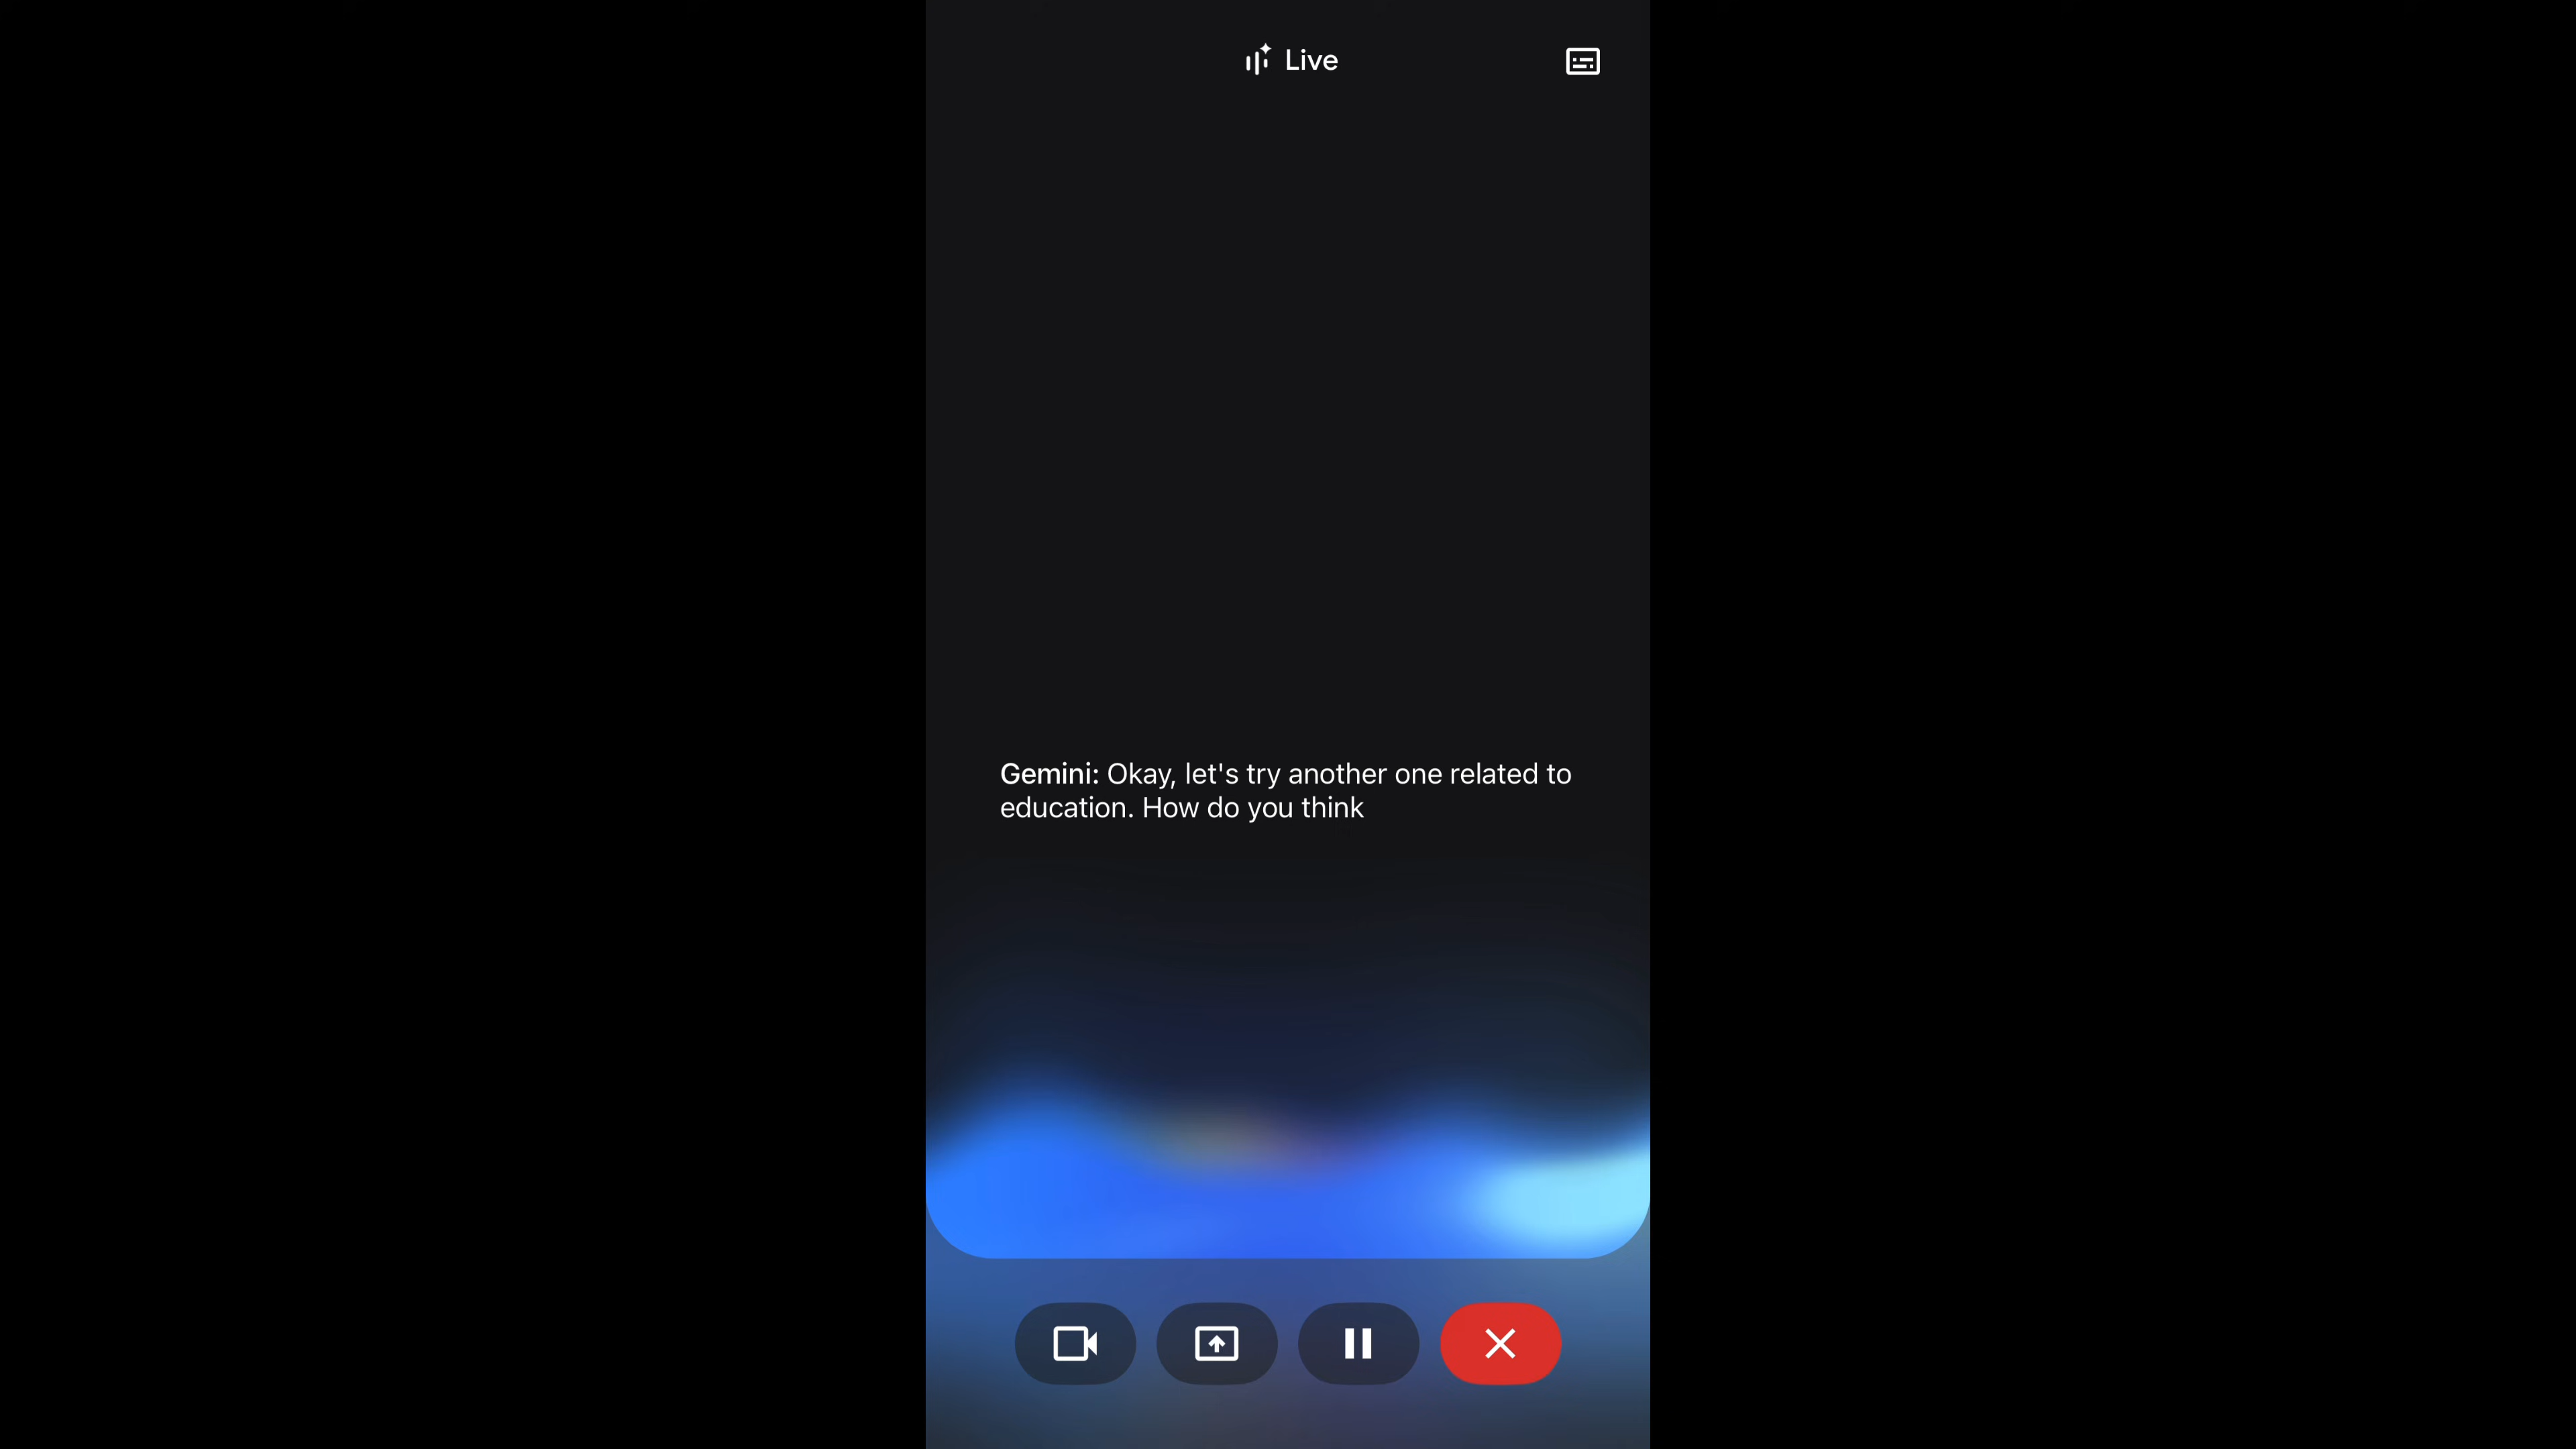 Live
Gemini: Okay, let's try another one related to
education. How do you think